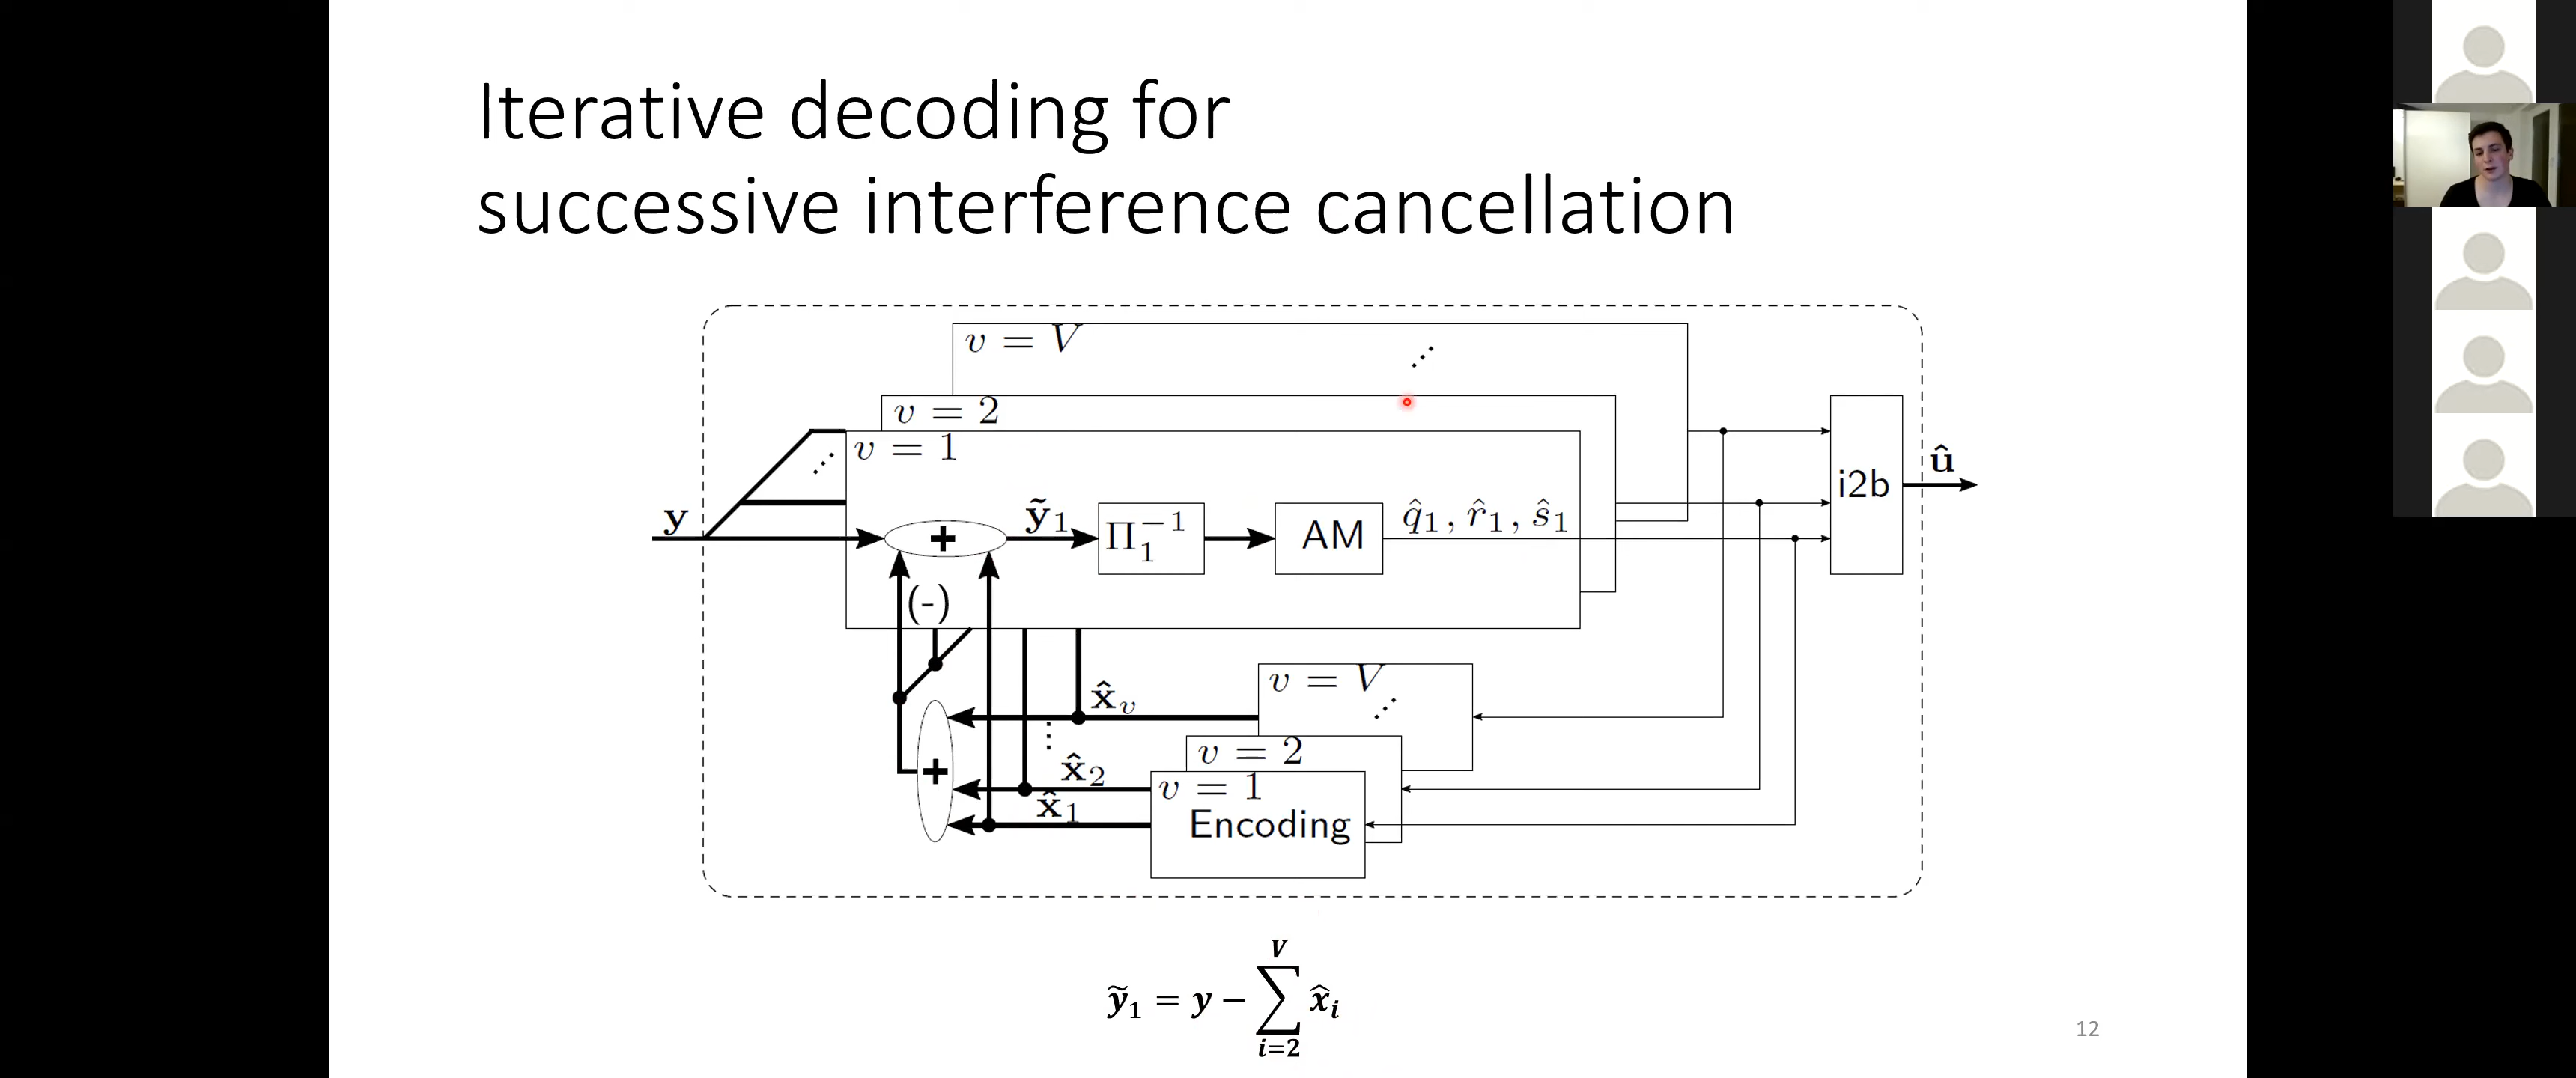 Iterative decoding for
successive interference cancellation
v = V
⋰
v = 2
v = 1
⋰
y
+
ỹ₁
Π₁⁻¹
AM
q̂₁, r̂₁, ŝ₁
i2b
û
(-)
v = V
⋰
x̂ᵥ
⋮
v = 2
x̂₂
v = 1
x̂₁
+
Encoding
ỹ₁ = y − ∑ᵢ₌₂ⱽ x̂ᵢ
12